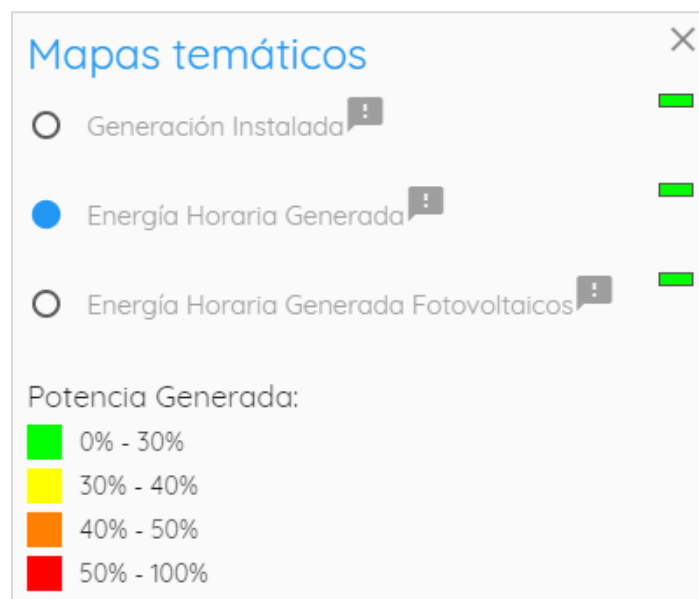 Mapas temáticos
Generación Instalada
Energía Horaria Generada
Energía Horaria Generada Fotovoltaicos
Potencia Generada:
0% - 30%
30% - 40%
40% - 50%
50% - 100%